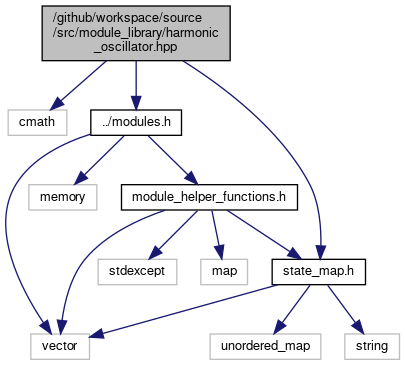 /github/workspace/source
/src/module_library/harmonic
_oscillator.hpp
cmath
../modules.h
memory
module_helper_functions.h
stdexcept
map
state_map.h
vector
unordered_map
string